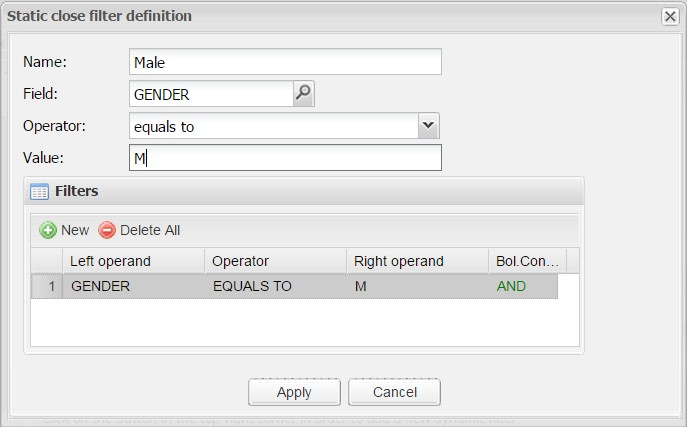 Static close filter definition
Name: Male
Field: GENDER
Operator: equals to
Value: M
Filters
New Delete All
Left operand Operator Right operand Bol.Con...
1 GENDER EQUALS TO M AND
Apply Cancel